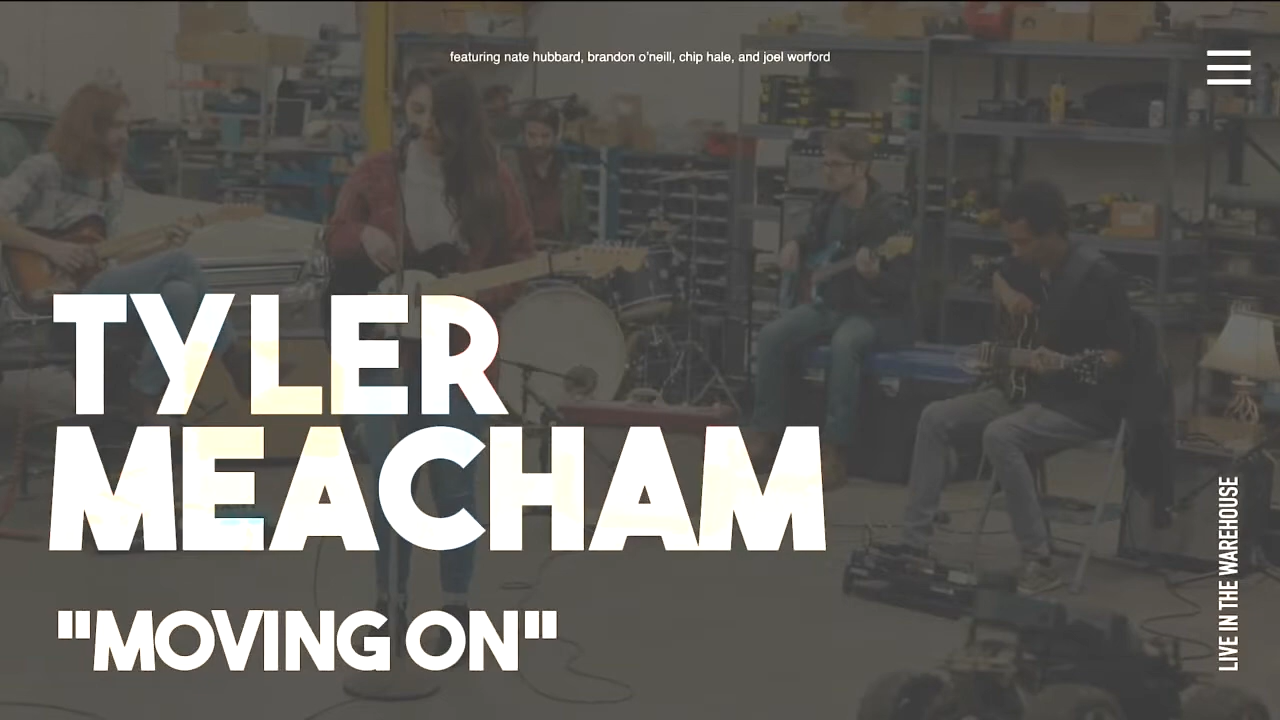 featuring nate hubbard, brandon o'neill, chip hale, and joel worford
TYLER
MEACHAM
"MOVING ON"
LIVE IN THE WAREHOUSE